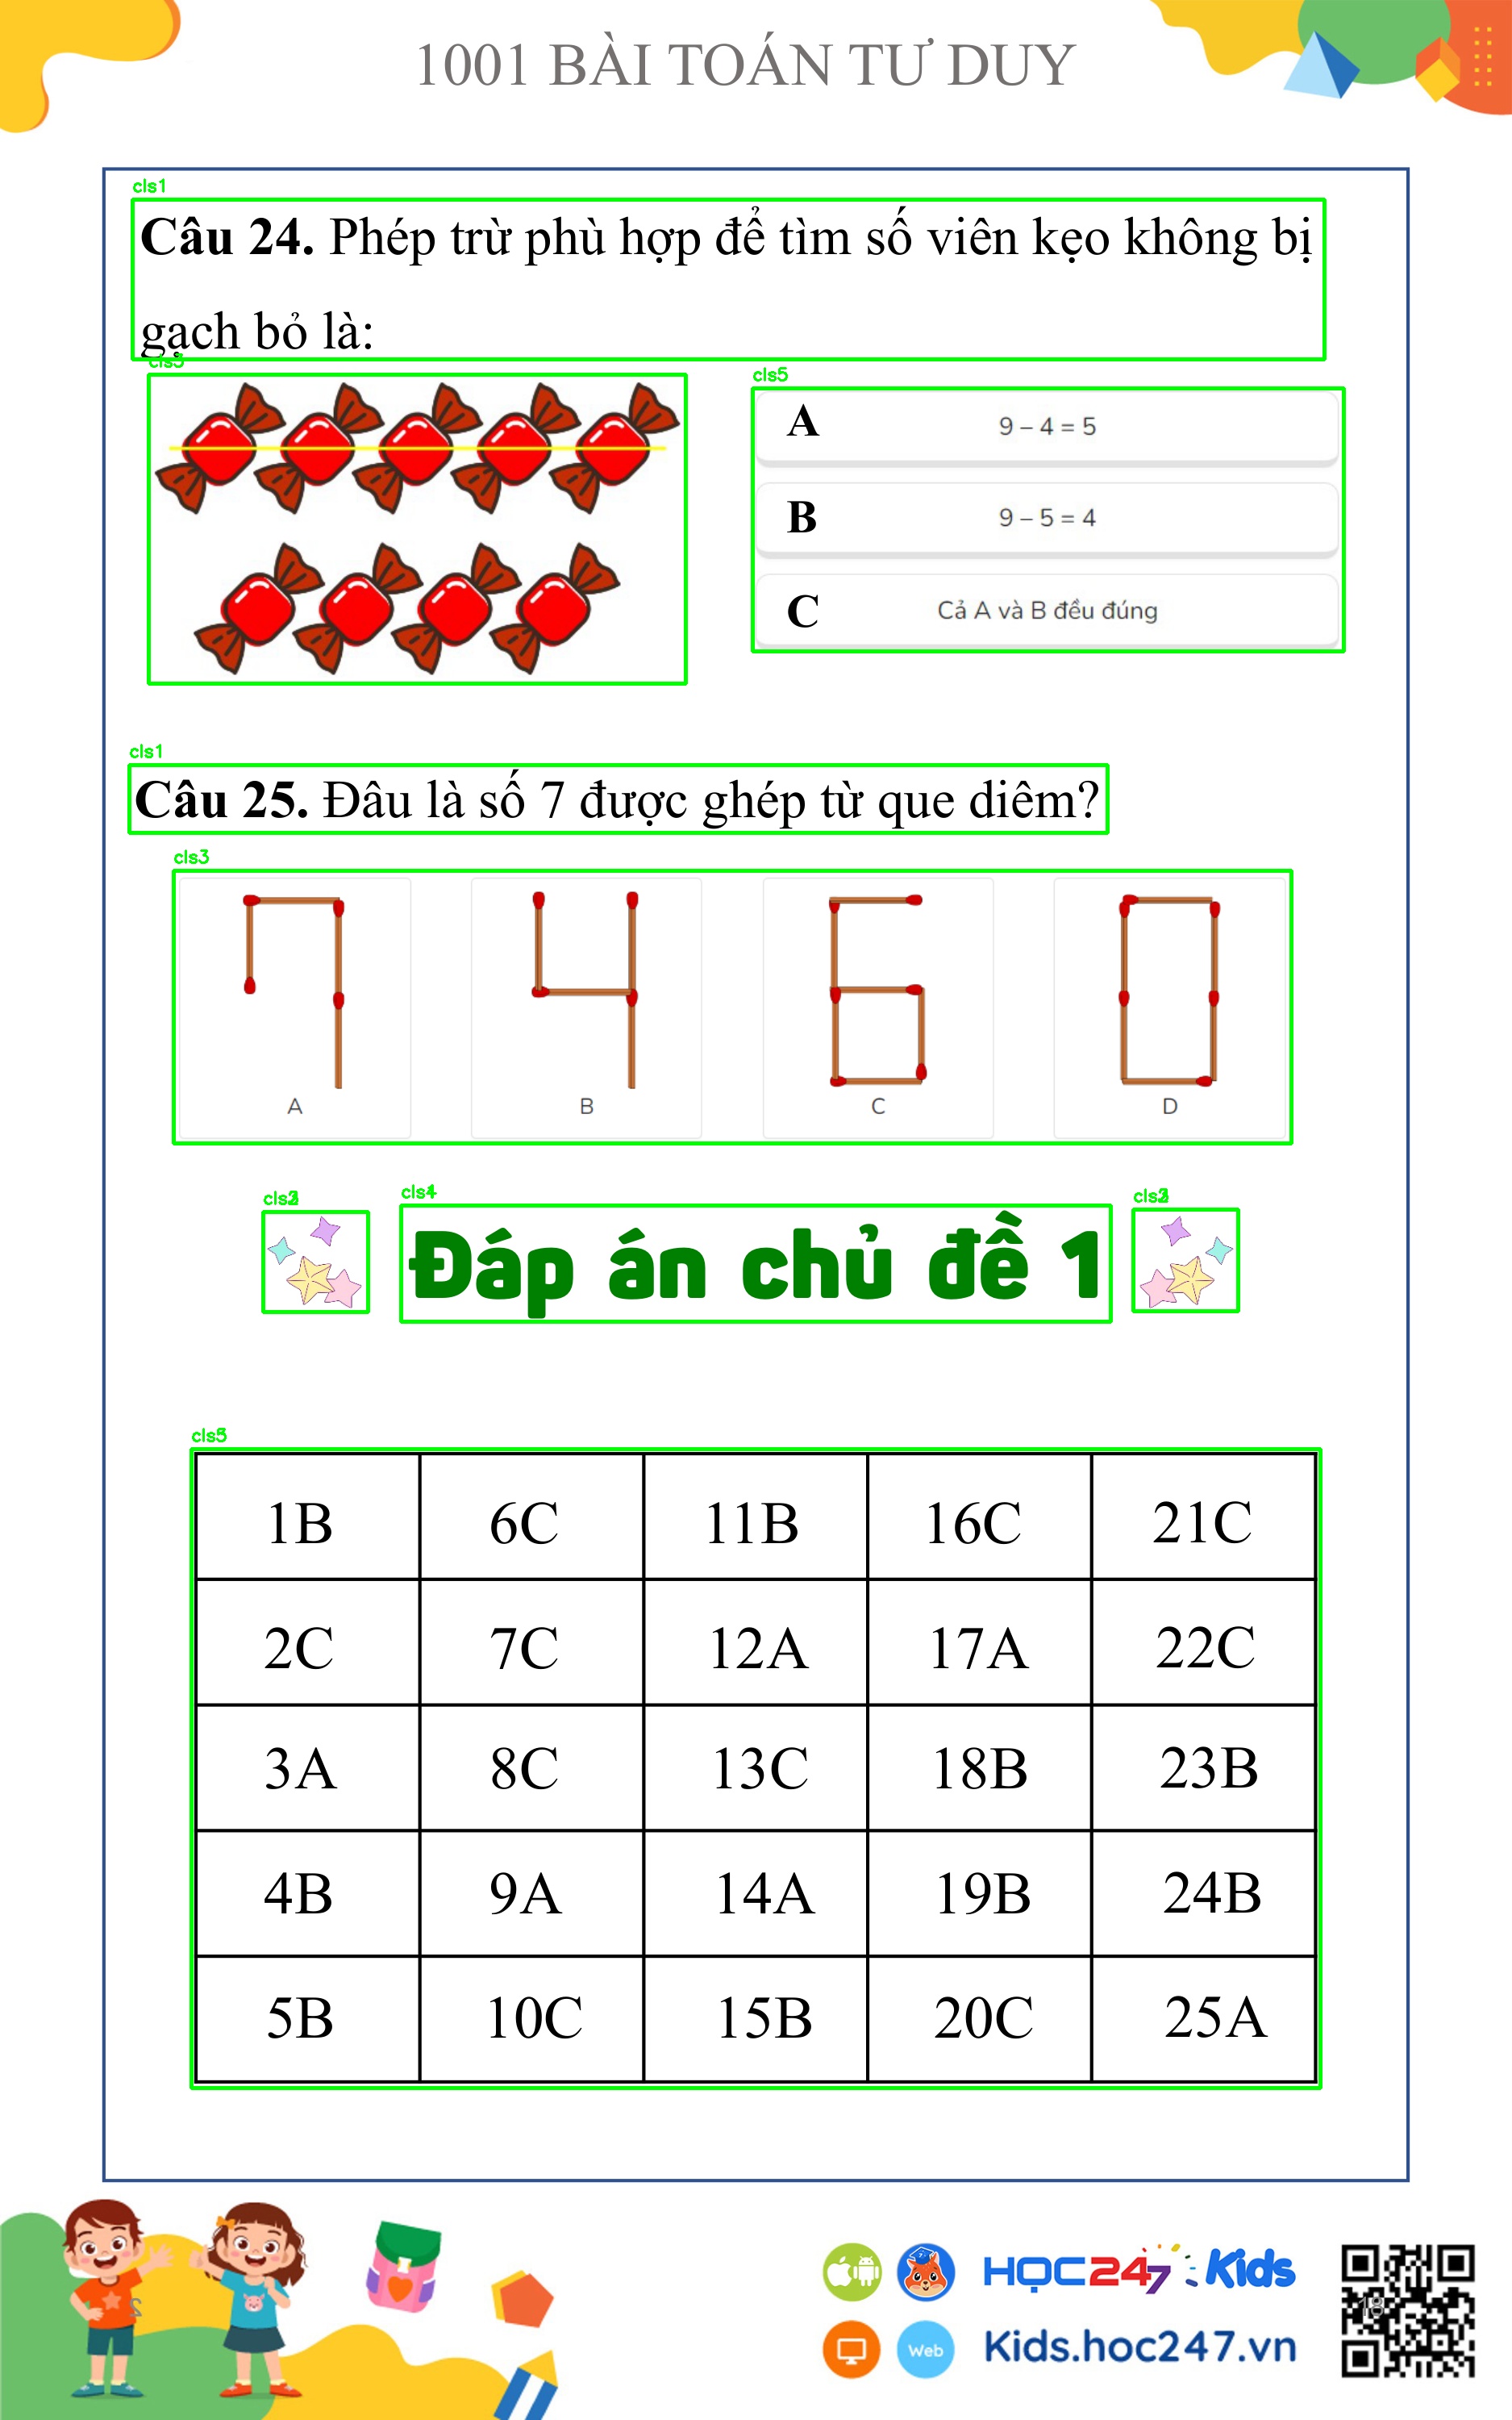 1001 BÀI TOÁN TƯ DUY
cls1
Câu 24. Phép trừ phù hợp để tìm số viên kẹo không bị
gạch bỏ là:
cls5
A 9 – 4 = 5
B 9 – 5 = 4
C Cả A và B đều đúng
cls1
Câu 25. Đâu là số 7 được ghép từ que diêm?
cls3
A B C D
Đáp án chủ đề 1
cls5
1B 6C 11B 16C 21C
2C 7C 12A 17A 22C
3A 8C 13C 18B 23B
4B 9A 14A 19B 24B
5B 10C 15B 20C 25A
HỌC247 Kids
Web Kids.hoc247.vn
18